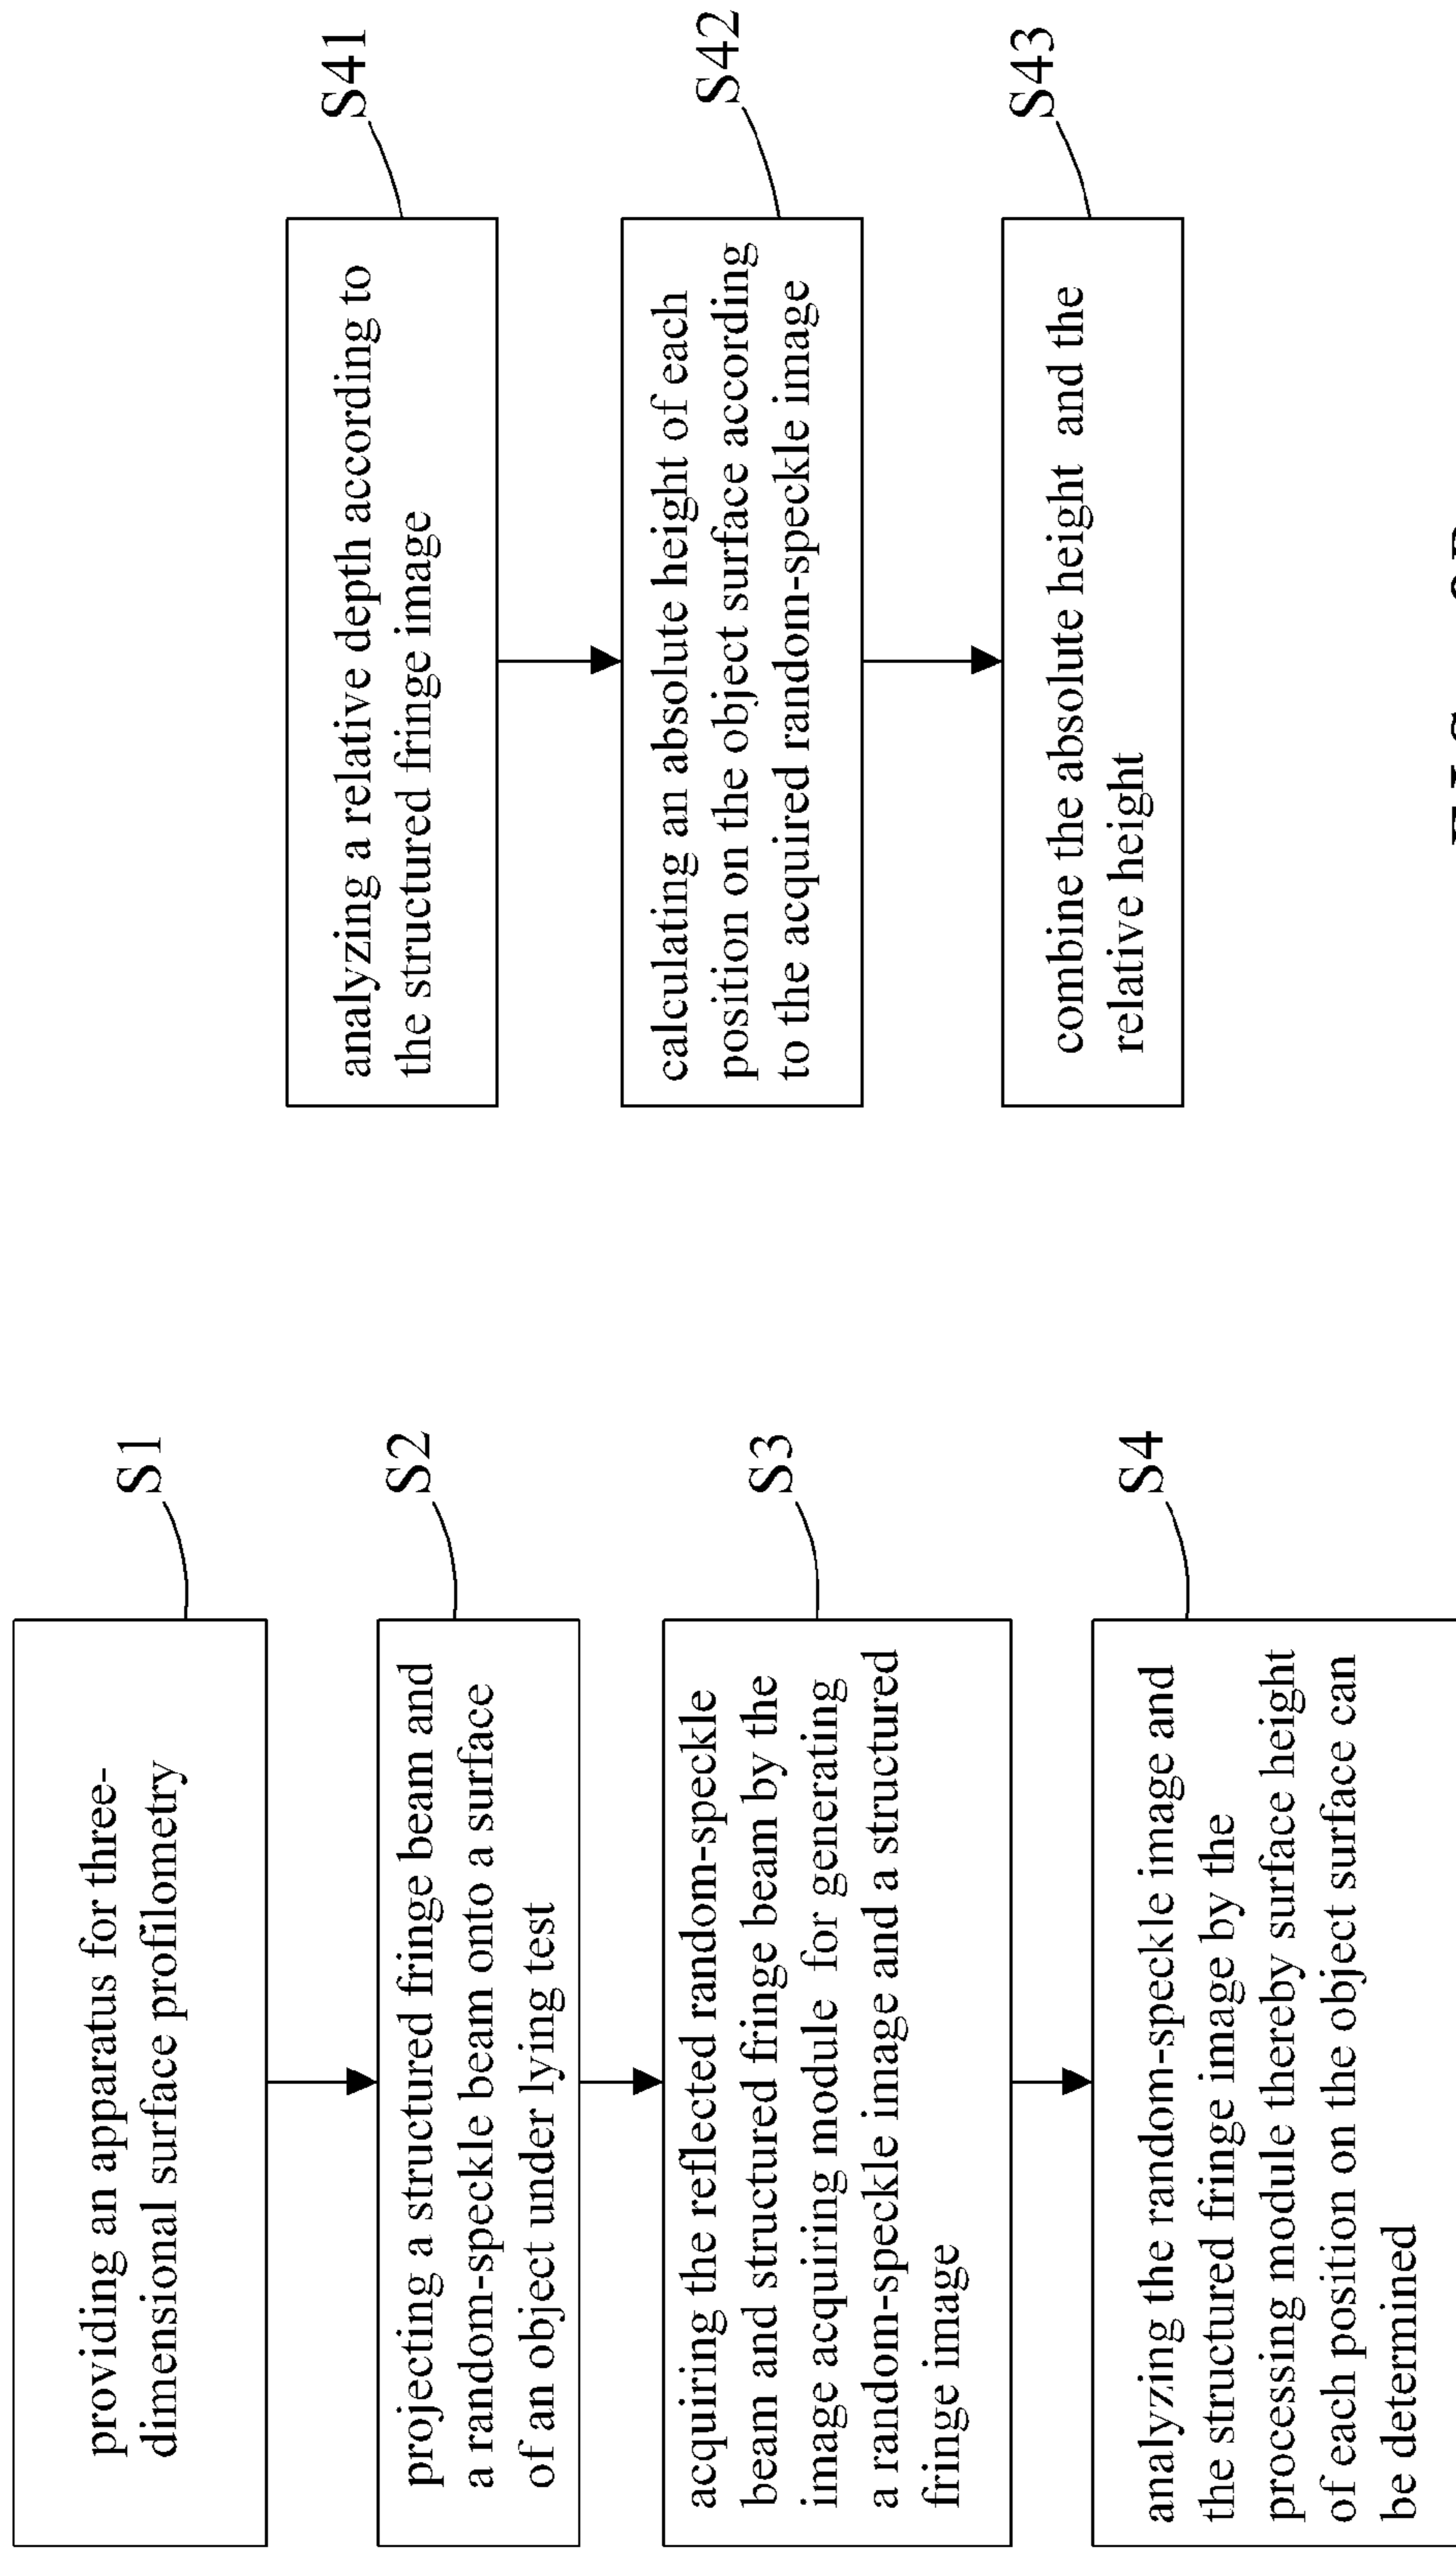 S1
providing an apparatus for three-
dimensional surface profilometry
S2
projecting a structured fringe beam and
a random-speckle beam onto a surface
of an object under lying test
S3
acquiring the reflected random-speckle
beam and structured fringe beam by the
image acquiring module for generating
a random-speckle image and a structured
fringe image
S4
analyzing the random-speckle image and
the structured fringe image by the
processing module thereby surface height
of each position on the object surface can
be determined
S41
analyzing a relative depth according to
the structured fringe image
S42
calculating an absolute height of each
position on the object surface according
to the acquired random-speckle image
S43
combine the absolute height and the
relative height